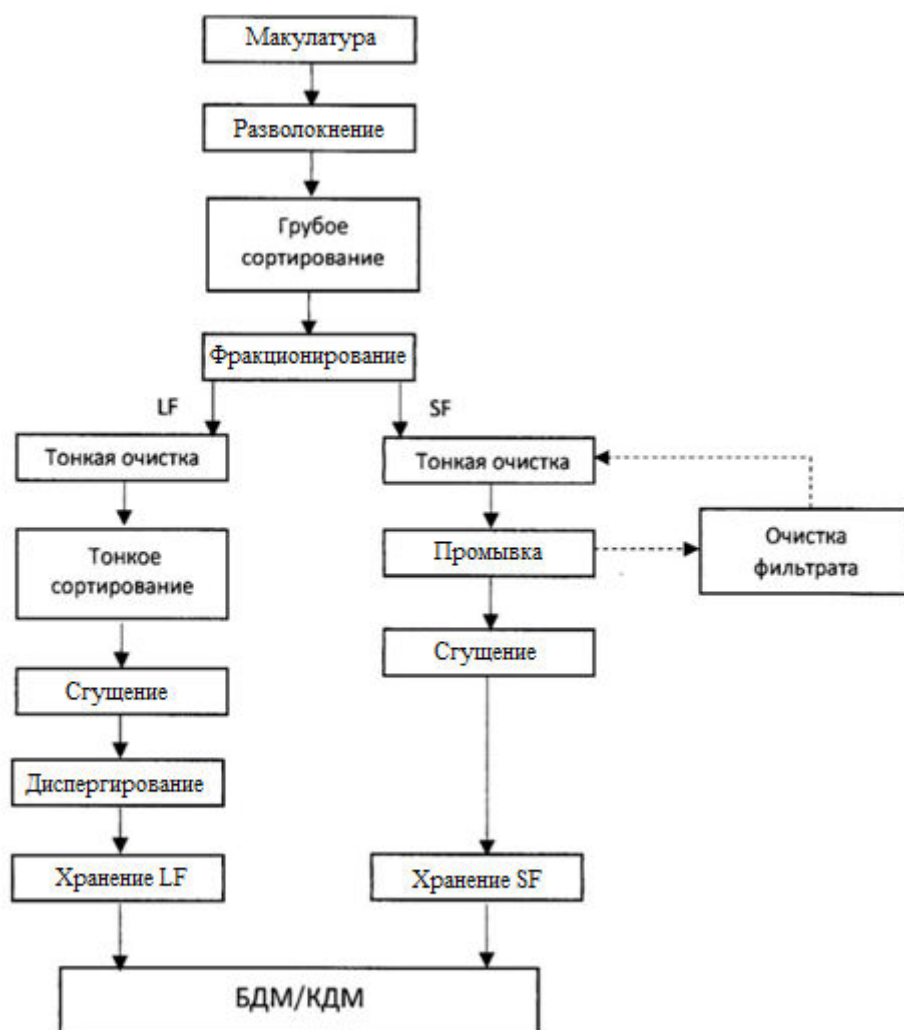 Макулатура
Разволокнение
Грубое
сортирование
Фракционирование
LF
SF
Тонкая очистка
Тонкая очистка
Тонкое
сортирование
Промывка
Очистка
фильтрата
Сгущение
Сгущение
Диспергирование
Хранение LF
Хранение SF
БДМ/КДМ